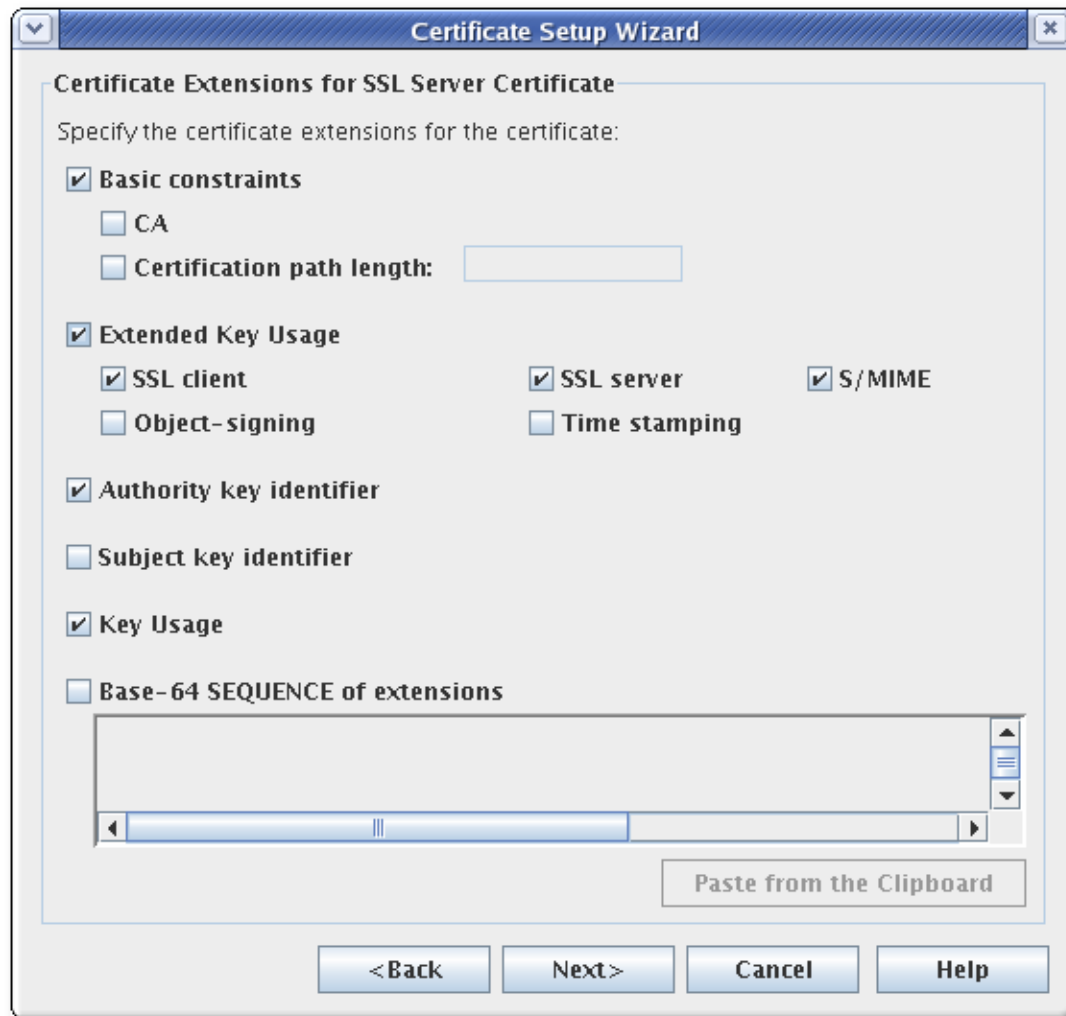 Certificate Setup Wizard
Certificate Extensions for SSL Server Certificate
Specify the certificate extensions for the certificate:
Basic constraints
CA
Certification path length:
Extended Key Usage
SSL client SSL server S/MIME
Object-signing Time stamping
Authority key identifier
Subject key identifier
Key Usage
Base-64 SEQUENCE of extensions
Paste from the Clipboard
<Back Next> Cancel Help